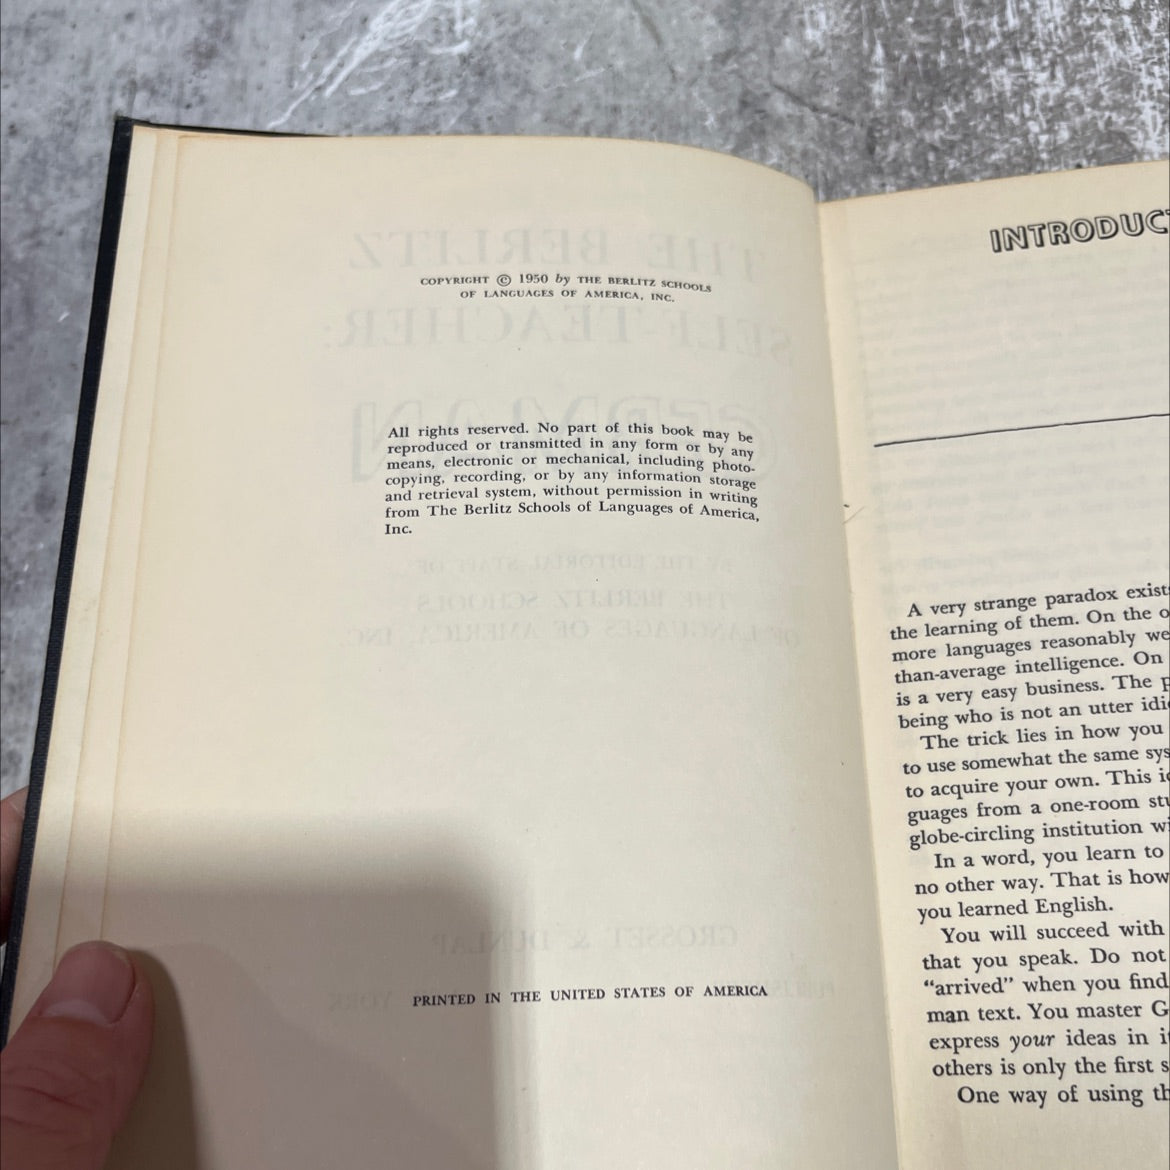 COPYRIGHT © 1950 by THE BERLITZ SCHOOLS
OF LANGUAGES OF AMERICA, INC.
All rights reserved. No part of this book may be
reproduced or transmitted in any form or by any
means, electronic or mechanical, including photo-
copying, recording, or by any information storage
and retrieval system, without permission in writing
from The Berlitz Schools of Languages of America,
Inc.
PRINTED IN THE UNITED STATES OF AMERICA
INTRODUC
A very strange paradox exist
the learning of them. On the o
more languages reasonably we
than-average intelligence. On
is a very easy business. The p
being who is not an utter idi
The trick lies in how you
to use somewhat the same sys
to acquire your own. This i
guages from a one-room stu
globe-circling institution wi
In a word, you learn to
no other way. That is how
you learned English.
You will succeed with
that you speak. Do not
“arrived” when you find
man text. You master G
express your ideas in i
others is only the first s
One way of using th